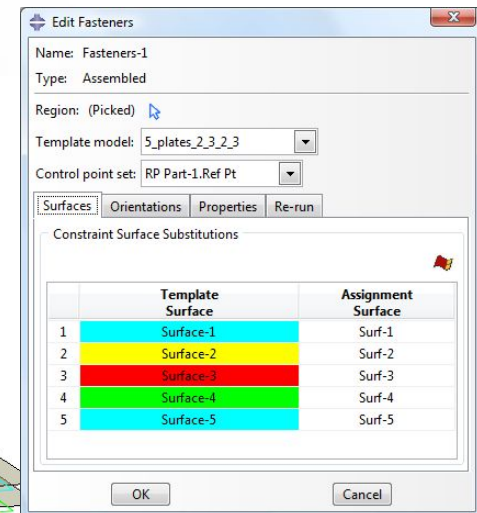 Edit Fasteners
Name: Fasteners-1
Type: Assembled
Region: (Picked)
Template model: 5_plates_2_3_2_3
Control point set: RP Part-1.Ref Pt
Surfaces Orientations Properties Re-run
Constraint Surface Substitutions
Template Assignment
Surface Surface
1 Surface-1 Surf-1
2 Surface-2 Surf-2
3 Surface-3 Surf-3
4 Surface-4 Surf-4
5 Surface-5 Surf-5
OK Cancel